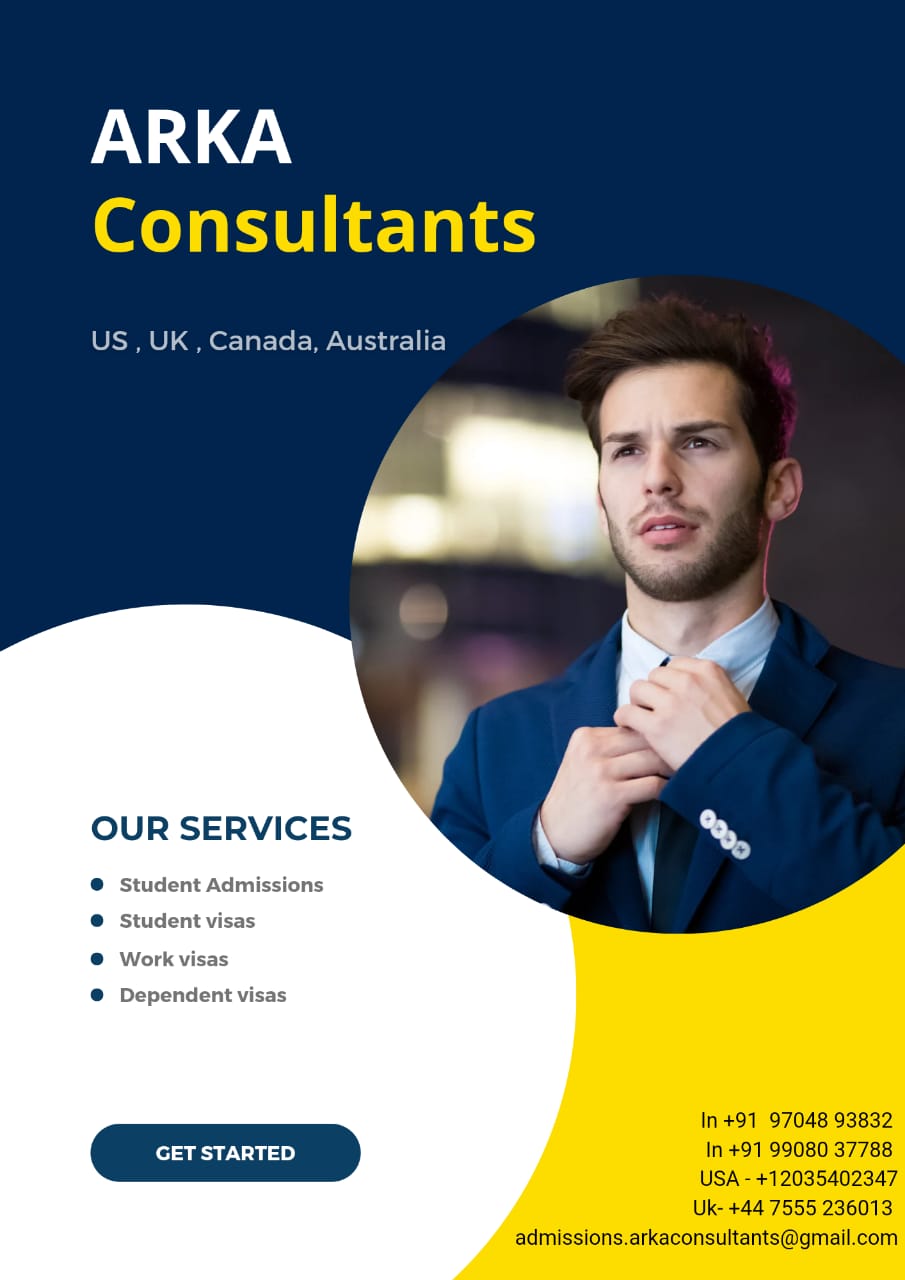 ARKA
Consultants
US , UK , Canada, Australia
OUR SERVICES
Student Admissions
Student visas
Work visas
Dependent visas
GET STARTED
In +91  97048 93832
In +91 99080 37788
USA - +12035402347
Uk- +44 7555 236013
admissions.arkaconsultants@gmail.com